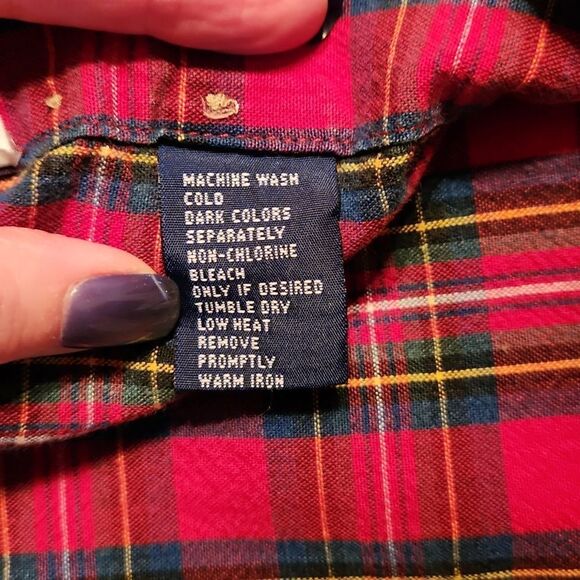 MACHINE WASH
COLD
DARK COLORS
SEPARATELY
NON-CHLORINE
BLEACH
ONLY IF DESIRED
TUMBLE DRY
LOW HEAT
REMOVE
PROMPTLY
WARM IRON